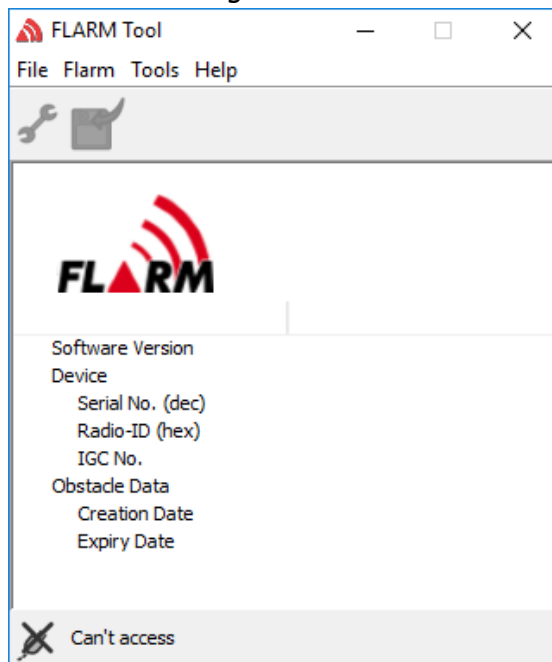 FLARM Tool
File Flarm Tools Help
FLARM
Software Version
Device
Serial No. (dec)
Radio-ID (hex)
IGC No.
Obstacle Data
Creation Date
Expiry Date
Can't access